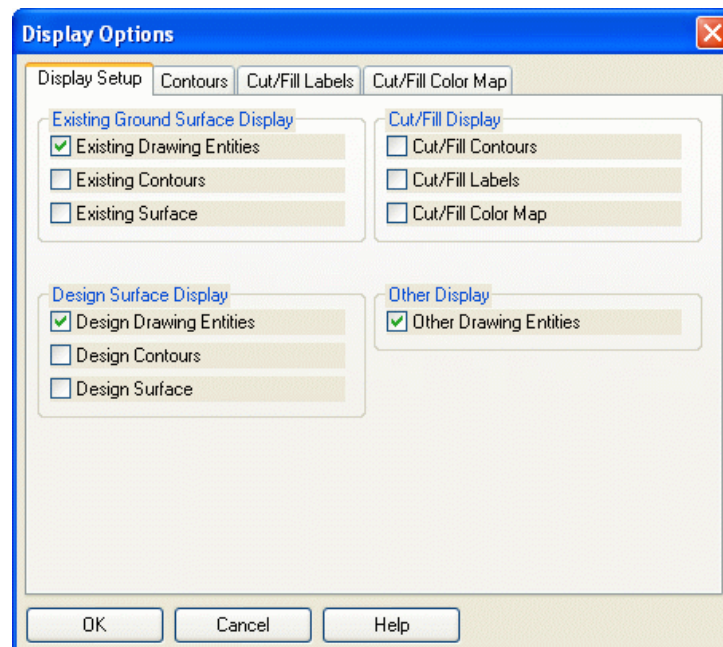 Display Options
Display Setup Contours Cut/Fill Labels Cut/Fill Color Map
Existing Ground Surface Display
Existing Drawing Entities
Existing Contours
Existing Surface
Cut/Fill Display
Cut/Fill Contours
Cut/Fill Labels
Cut/Fill Color Map
Design Surface Display
Design Drawing Entities
Design Contours
Design Surface
Other Display
Other Drawing Entities
OK Cancel Help